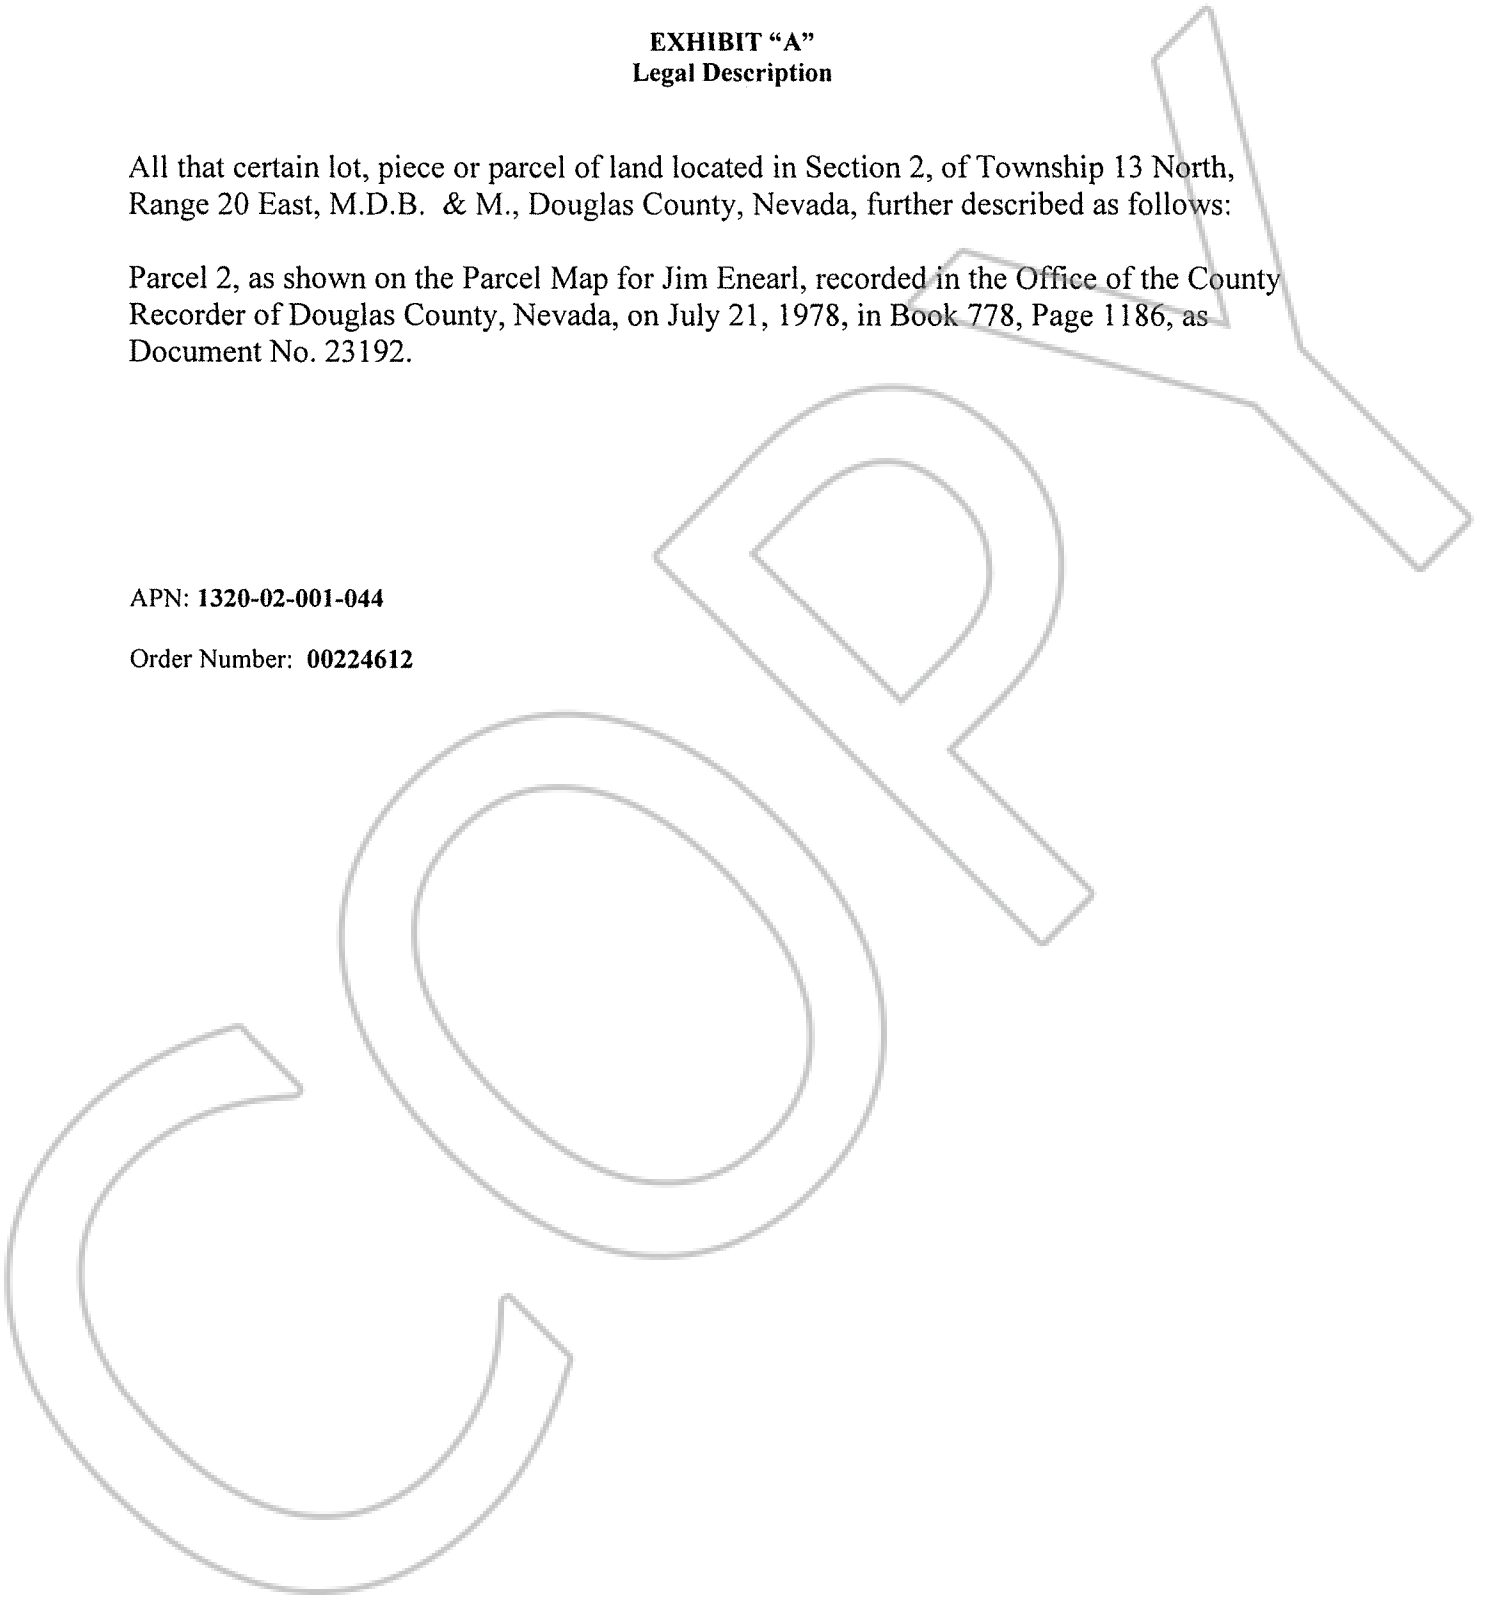 EXHIBIT “A”
Legal Description
All that certain lot, piece or parcel of land located in Section 2, of Township 13 North,
Range 20 East, M.D.B. & M., Douglas County, Nevada, further described as follows:
Parcel 2, as shown on the Parcel Map for Jim Enearl, recorded in the Office of the County
Recorder of Douglas County, Nevada, on July 21, 1978, in Book 778, Page 1186, as
Document No. 23192.
APN: 1320-02-001-044
Order Number: 00224612
COPY